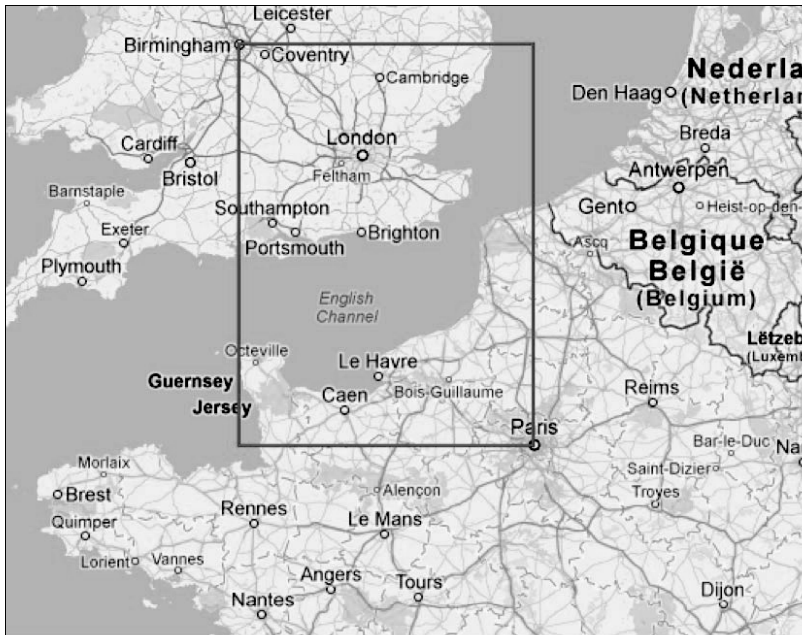 Leicester
Birmingham
Coventry
Cambridge
Nederla
(Netherlan
Den Haag
Breda
London
Cardiff
Bristol
Feltham
Antwerpen
Barnstaple
Southampton
Gent
Heist-op-den-
Exeter
Portsmouth
Brighton
Ascq
Belgique
België
(Belgium)
Plymouth
English
Channel
Lëtzeb
(Luxemb
Octeville
Guernsey
Le Havre
Bois-Guillaume
Reims
Jersey
Caen
Paris
Bar-le-Duc
Na
Morlaix
Saint-Dizier
Brest
Alençon
Troyes
Rennes
Le Mans
Quimper
Lorient
Vannes
Angers
Tours
Dijon
Nantes